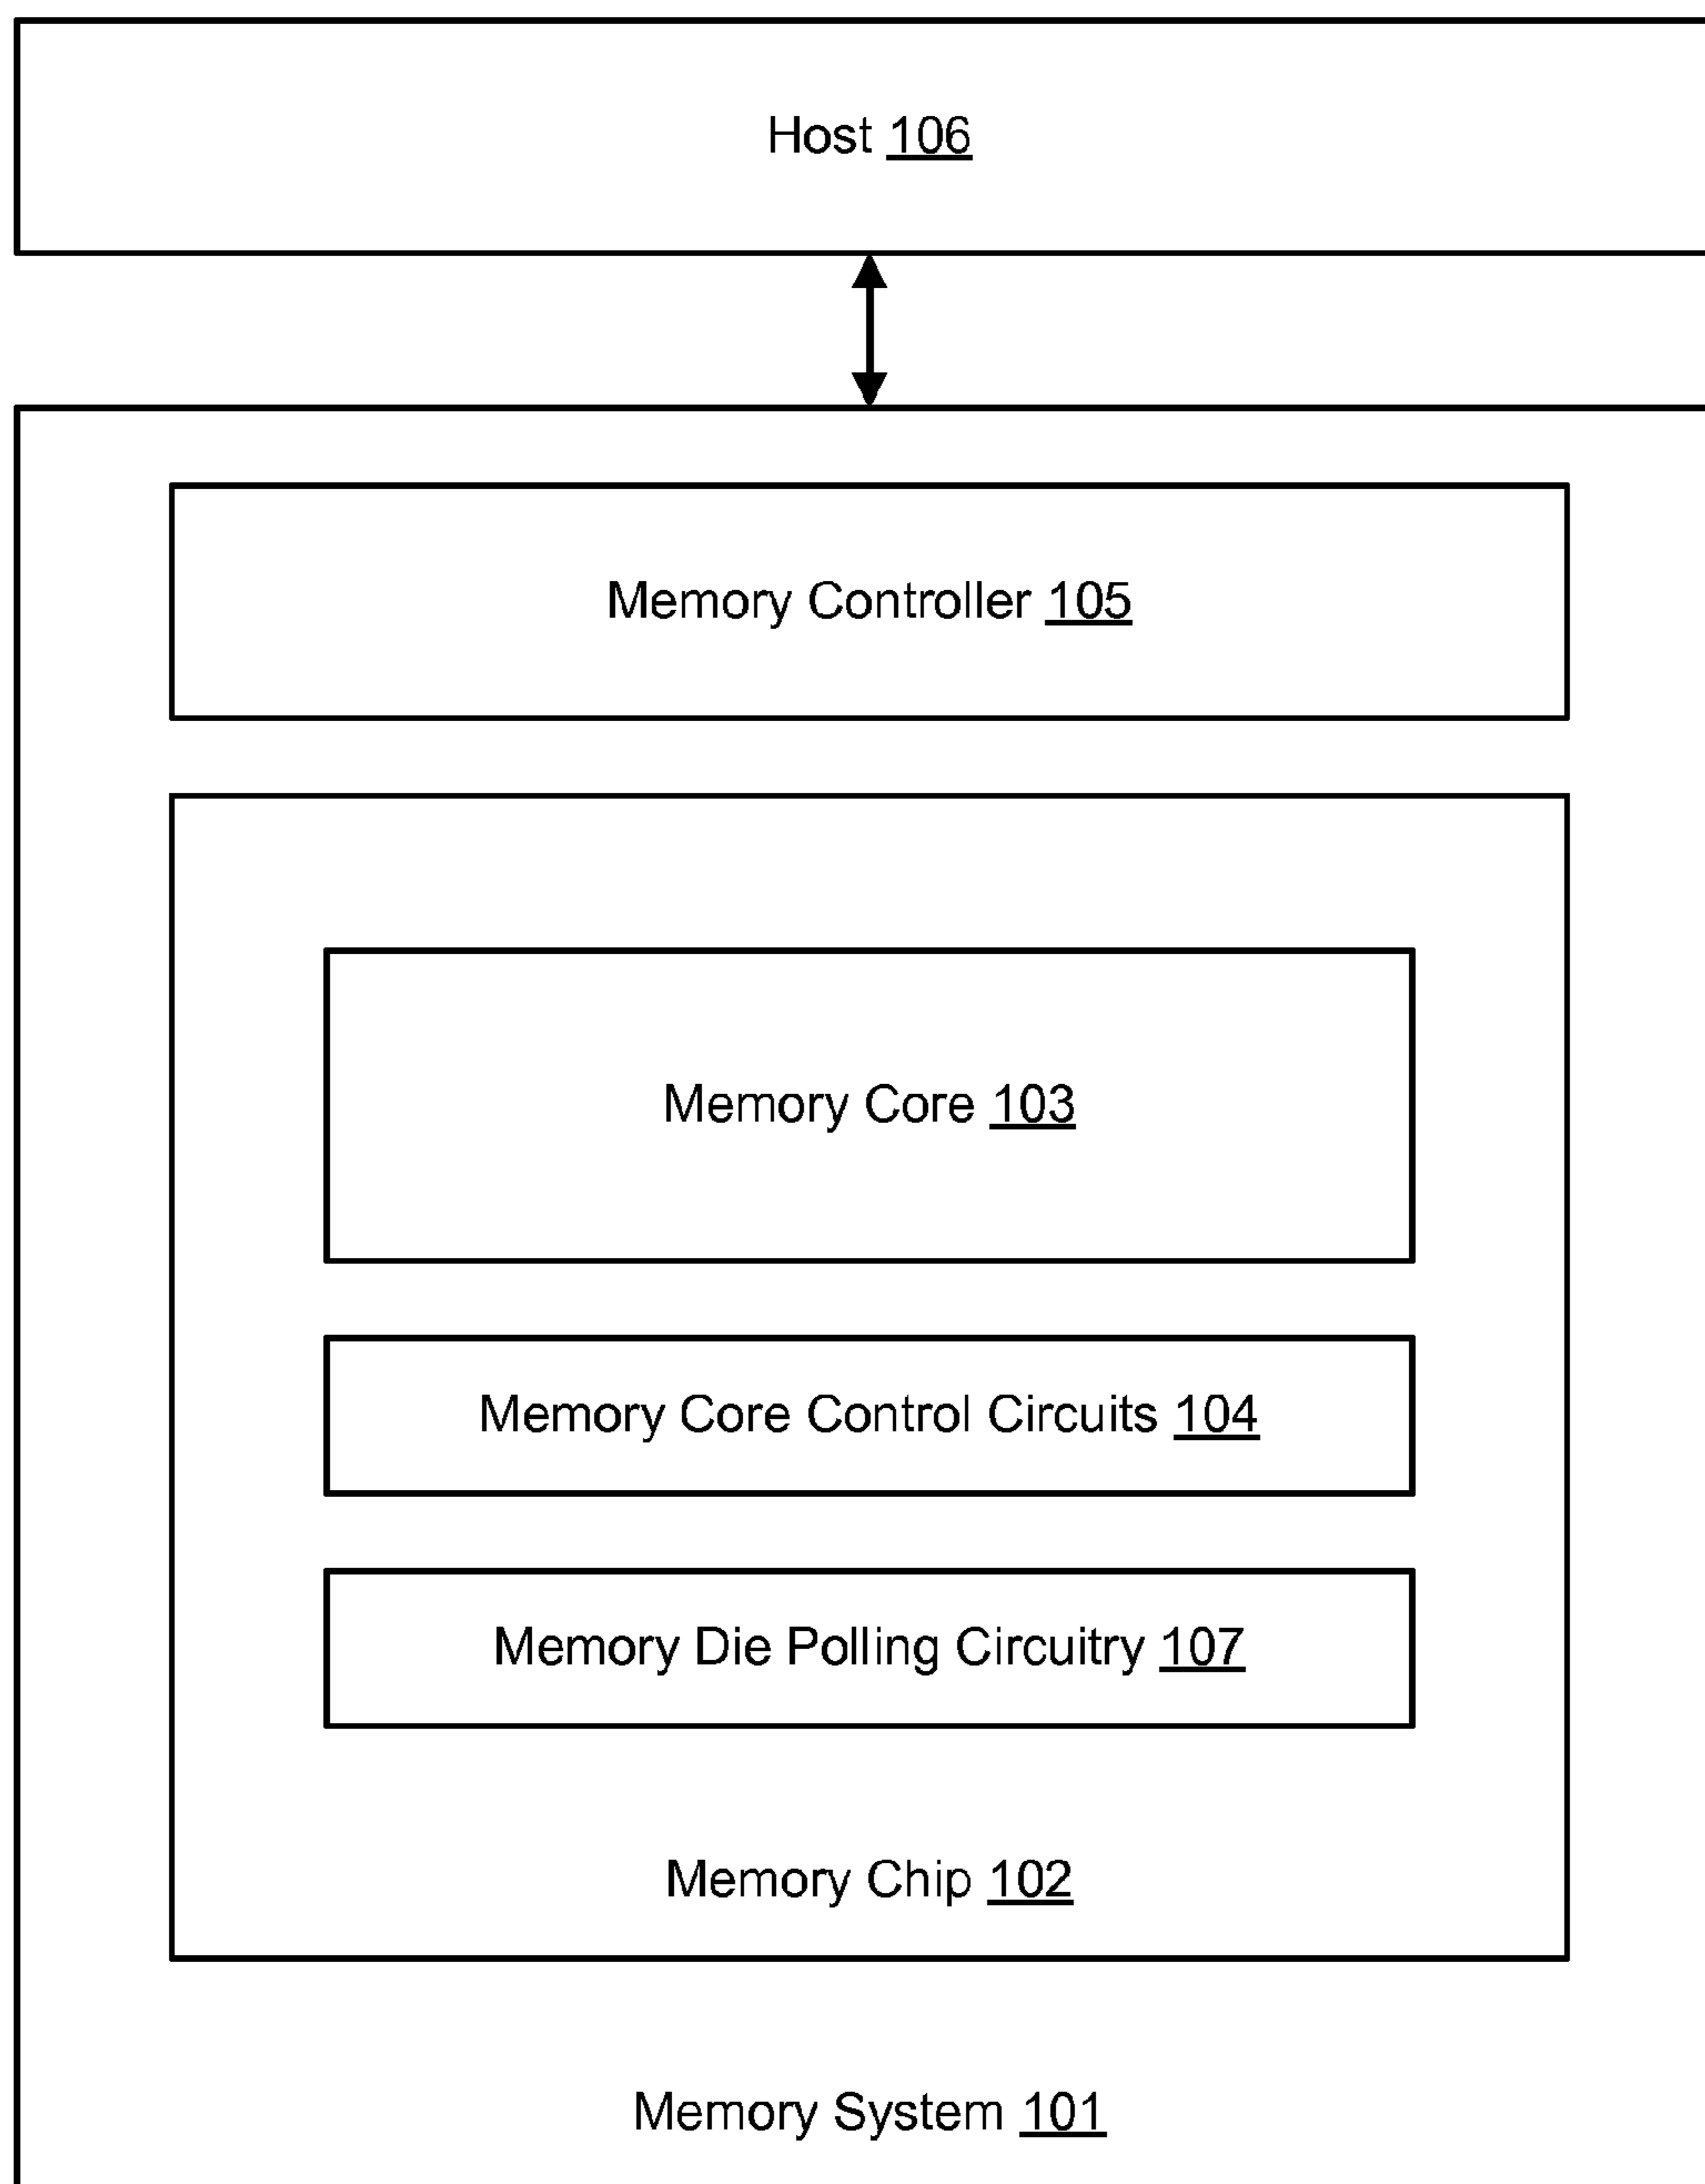 Host 106
Memory Controller 105
Memory Core 103
Memory Core Control Circuits 104
Memory Die Polling Circuitry 107
Memory Chip 102
Memory System 101